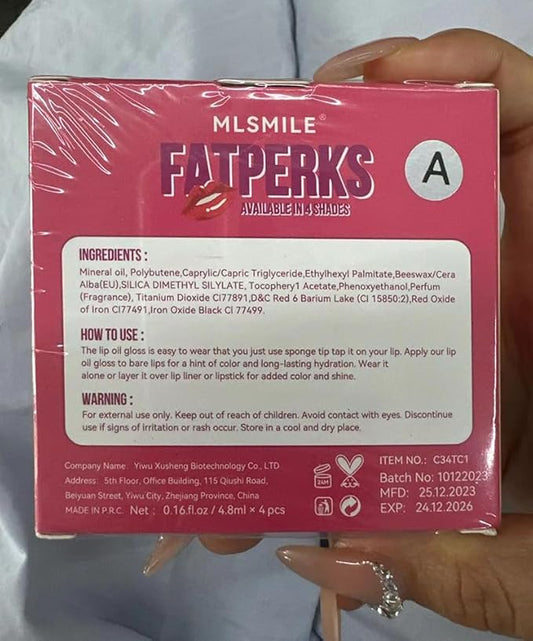 MLSMILE®
FATPERKS
A
AVAILABLE IN 4 SHADES
INGREDIENTS :
Mineral oil, Polybutene,Caprylic/Capric Triglyceride,Ethylhexyl Palmitate,Beeswax/Cera
Alba(EU),SILICA DIMETHYL SILYLATE, Tocophery1 Acetate,Phenoxyethanol,Perfum
(Fragrance), Titanium Dioxide CI77891,D&C Red 6 Barium Lake (CI 15850:2),Red Oxide
of Iron CI77491,Iron Oxide Black CI 77499.
HOW TO USE :
The lip oil gloss is easy to wear that you just use sponge tip tap it on your lip. Apply our lip
oil gloss to bare lips for a hint of color and long-lasting hydration. Wear it
alone or layer it over lip liner or lipstick for added color and shine.
WARNING :
For external use only. Keep out of reach of children. Avoid contact with eyes. Discontinue
use if signs of irritation or rash occur. Store in a cool and dry place.
Company Name: Yiwu Xusheng Biotechnology Co., LTD
Address: 5th Floor, Office Building, 115 Qiushi Road,
Beiyuan Street, Yiwu City, Zhejiang Province, China
MADE IN P.R.C. Net : 0.16.fl.oz / 4.8ml × 4 pcs
24M
ITEM NO.: C34TC1
Batch No: 10122023
MFD: 25.12.2023
EXP: 24.12.2026